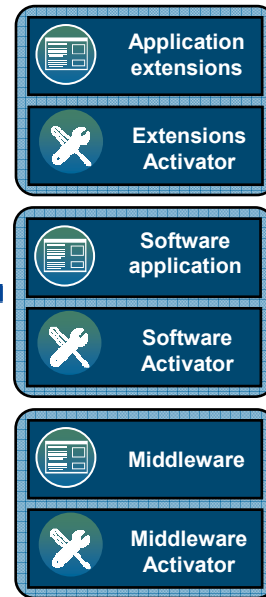 Application
extensions
Extensions
Activator
Software
application
Software
Activator
Middleware
Middleware
Activator